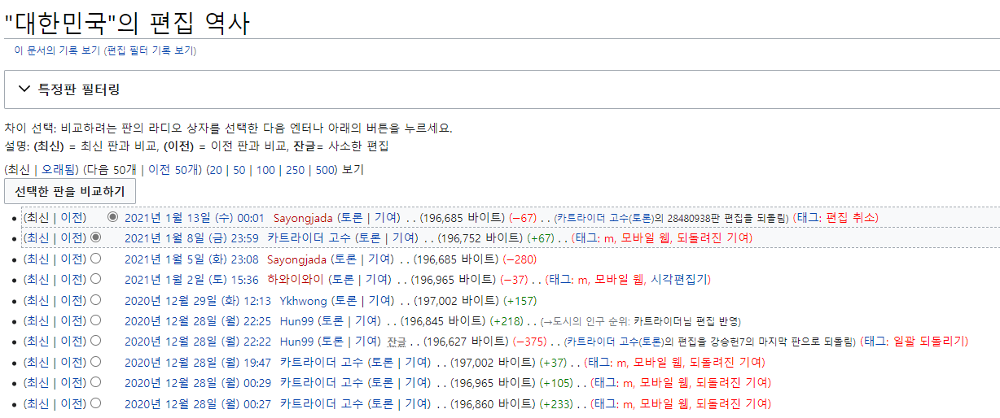 "대한민국"의 편집 역사
이 문서의 기록 보기 (편집 필터 기록 보기)
특정판 필터링
차이 선택: 비교하려는 판의 라디오 상자를 선택한 다음 엔터나 아래의 버튼을 누르세요.
설명: (최신) = 최신 판과 비교, (이전) = 이전 판과 비교, 잔글= 사소한 편집
(최신 | 오래됨) (다음 50개 | 이전 50개) (20 | 50 | 100 | 250 | 500) 보기
선택한 판을 비교하기
(최신 | 이전) 2021년 1월 13일 (수) 00:01 Sayongjada (토론 | 기여) . . (196,685 바이트) (−67) . . (카트라이더 고수(토론)의 28480938판 편집을 되돌림) (태그: 편집 취소)
(최신 | 이전) 2021년 1월 8일 (금) 23:59 카트라이더 고수 (토론 | 기여) . . (196,752 바이트) (+67) . . (태그: m, 모바일 웹, 되돌려진 기여)
(최신 | 이전) 2021년 1월 5일 (화) 23:08 Sayongjada (토론 | 기여) . . (196,685 바이트) (−280)
(최신 | 이전) 2021년 1월 2일 (토) 15:36 하와이와이 (토론 | 기여) . . (196,965 바이트) (−37) . . (태그: m, 모바일 웹, 시각편집기)
(최신 | 이전) 2020년 12월 29일 (화) 12:13 Ykhwong (토론 | 기여) . . (197,002 바이트) (+157)
(최신 | 이전) 2020년 12월 28일 (월) 22:25 Hun99 (토론 | 기여) . . (196,845 바이트) (+218) . . (→도시의 인구 순위: 카트라이더님 편집 반영)
(최신 | 이전) 2020년 12월 28일 (월) 22:22 Hun99 (토론 | 기여) 잔글 . . (196,627 바이트) (−375) . . (카트라이더 고수(토론)의 편집을 강승헌7의 마지막 판으로 되돌림) (태그: 일괄 되돌리기)
(최신 | 이전) 2020년 12월 28일 (월) 19:47 카트라이더 고수 (토론 | 기여) . . (197,002 바이트) (+37) . . (태그: m, 모바일 웹, 되돌려진 기여)
(최신 | 이전) 2020년 12월 28일 (월) 00:29 카트라이더 고수 (토론 | 기여) . . (196,965 바이트) (+105) . . (태그: m, 모바일 웹, 되돌려진 기여)
(최신 | 이전) 2020년 12월 28일 (월) 00:27 카트라이더 고수 (토론 | 기여) . . (196,860 바이트) (+233) . . (태그: m, 모바일 웹, 되돌려진 기여)